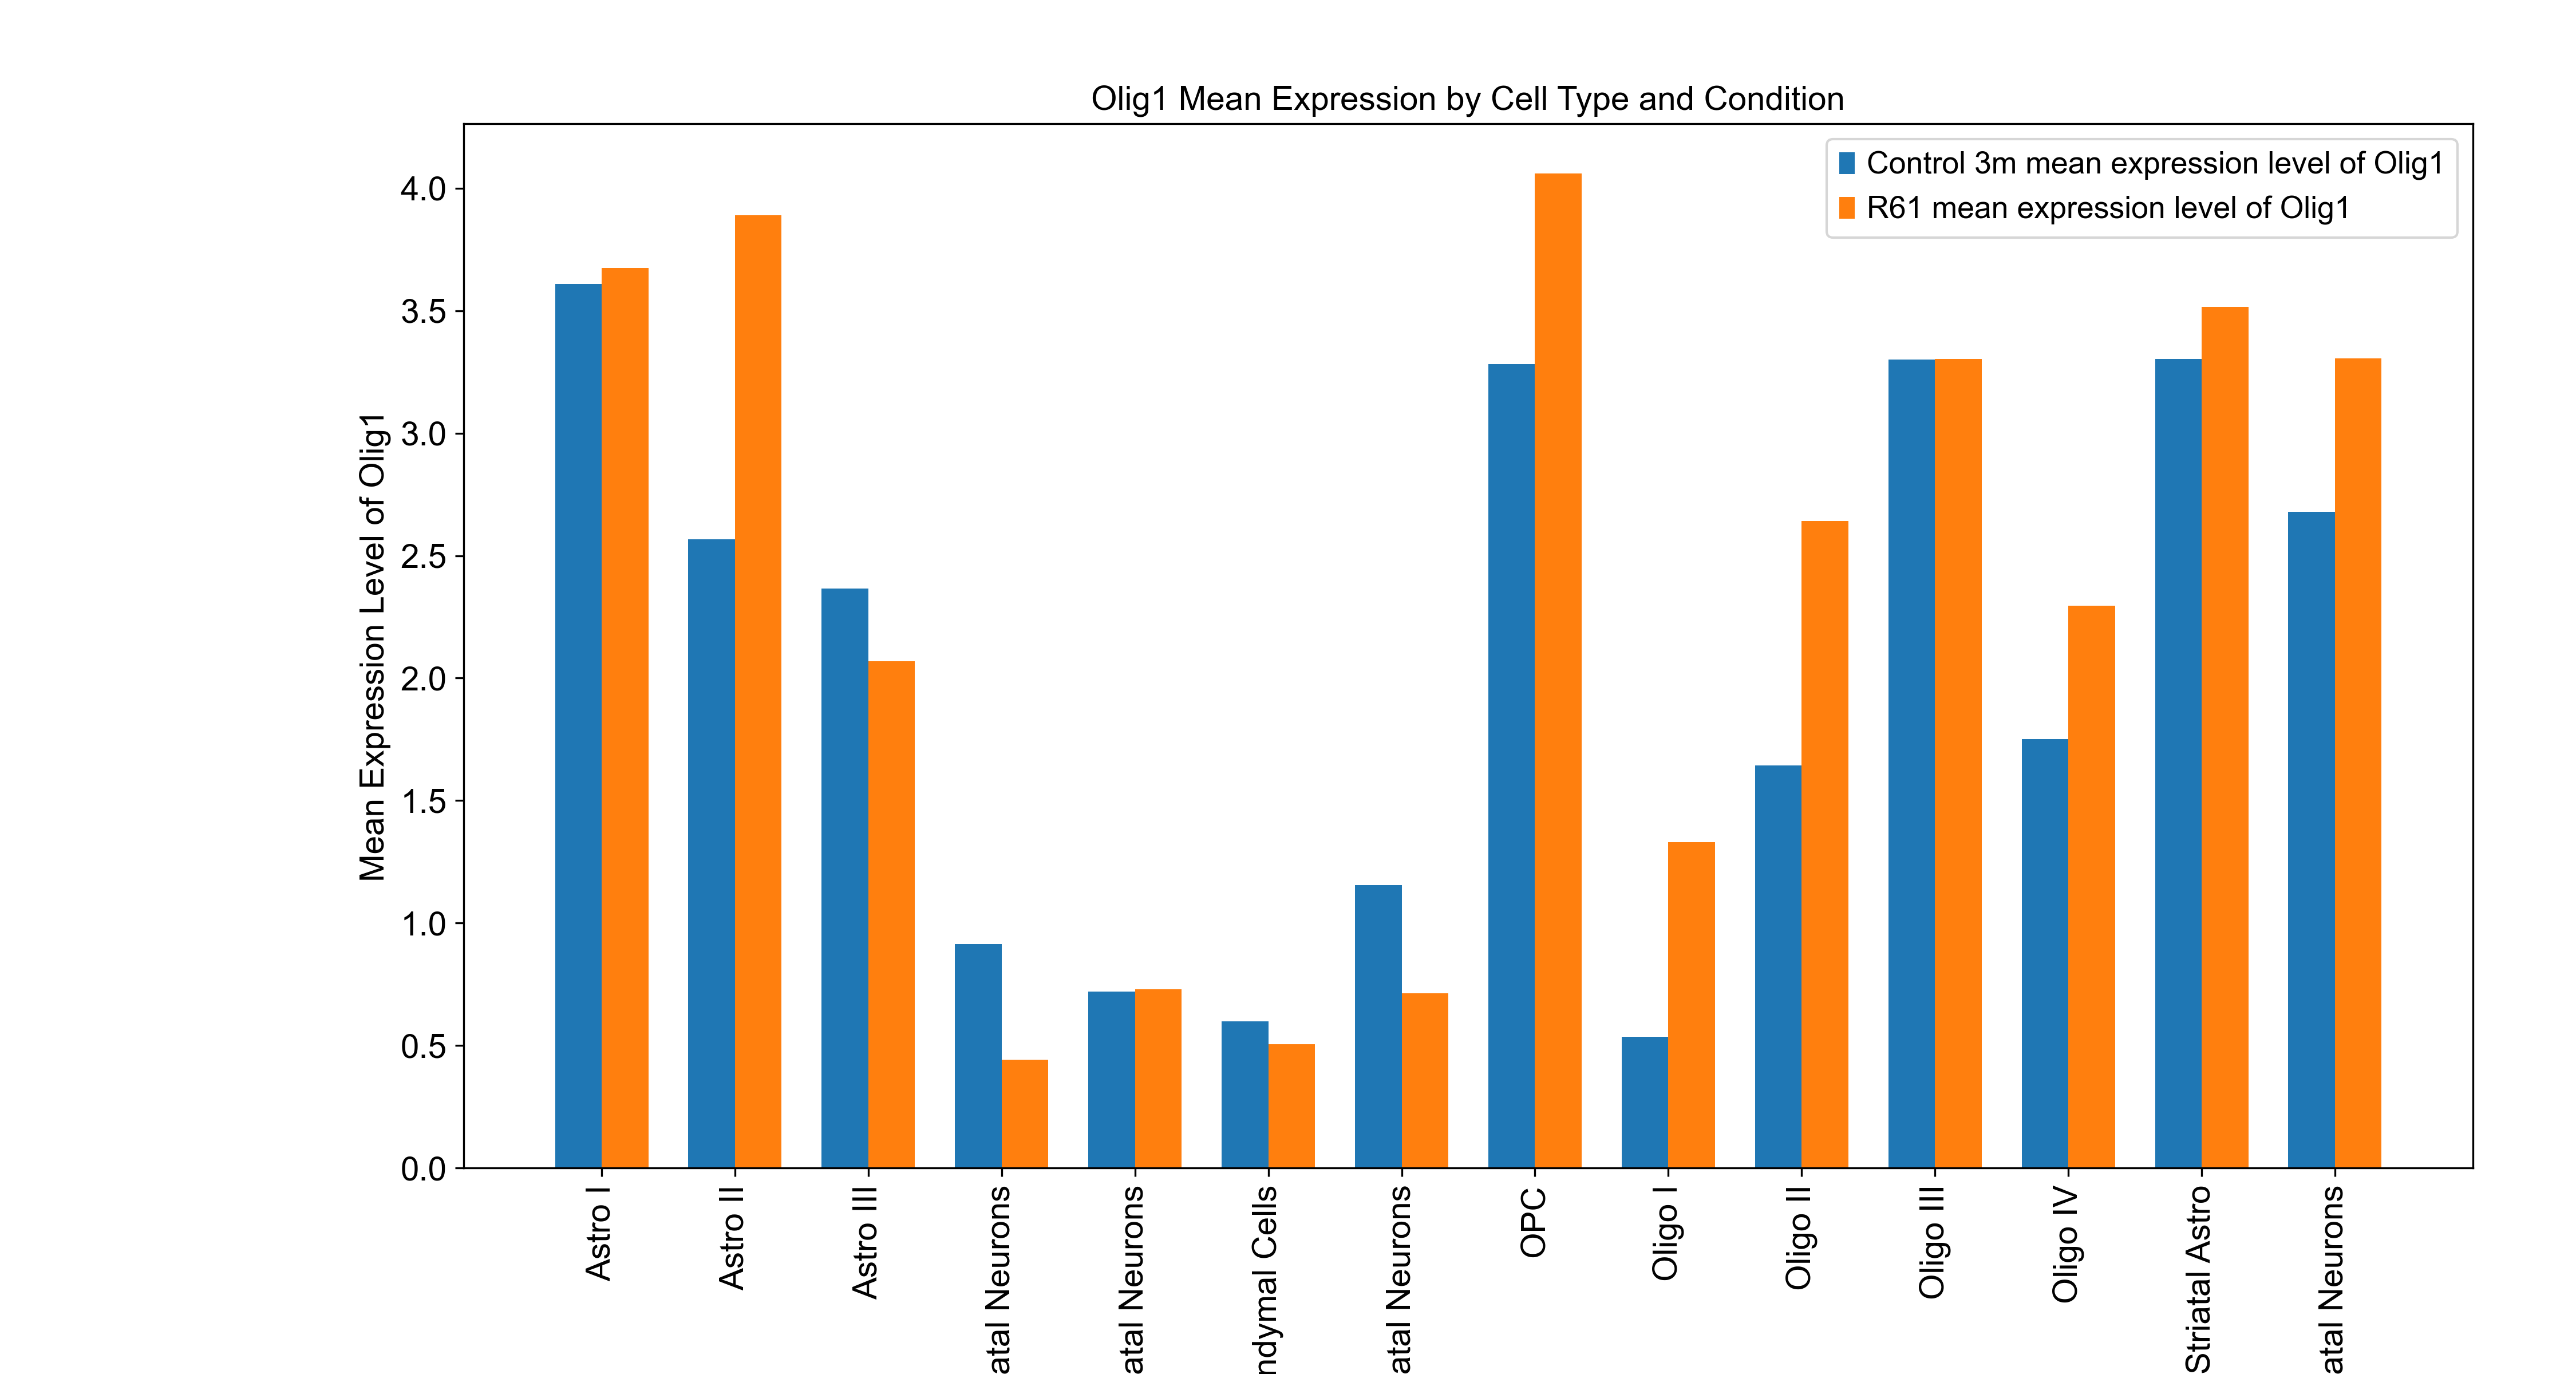 Olig1 Mean Expression by Cell Type and Condition
Control 3m mean expression level of Olig1
R61 mean expression level of Olig1
Mean Expression Level of Olig1
4.0
3.5
3.0
2.5
2.0
1.5
1.0
0.5
0.0
Astro I
Astro II
Astro III
atal Neurons
atal Neurons
ndymal Cells
atal Neurons
OPC
Oligo I
Oligo II
Oligo III
Oligo IV
Striatal Astro
atal Neurons